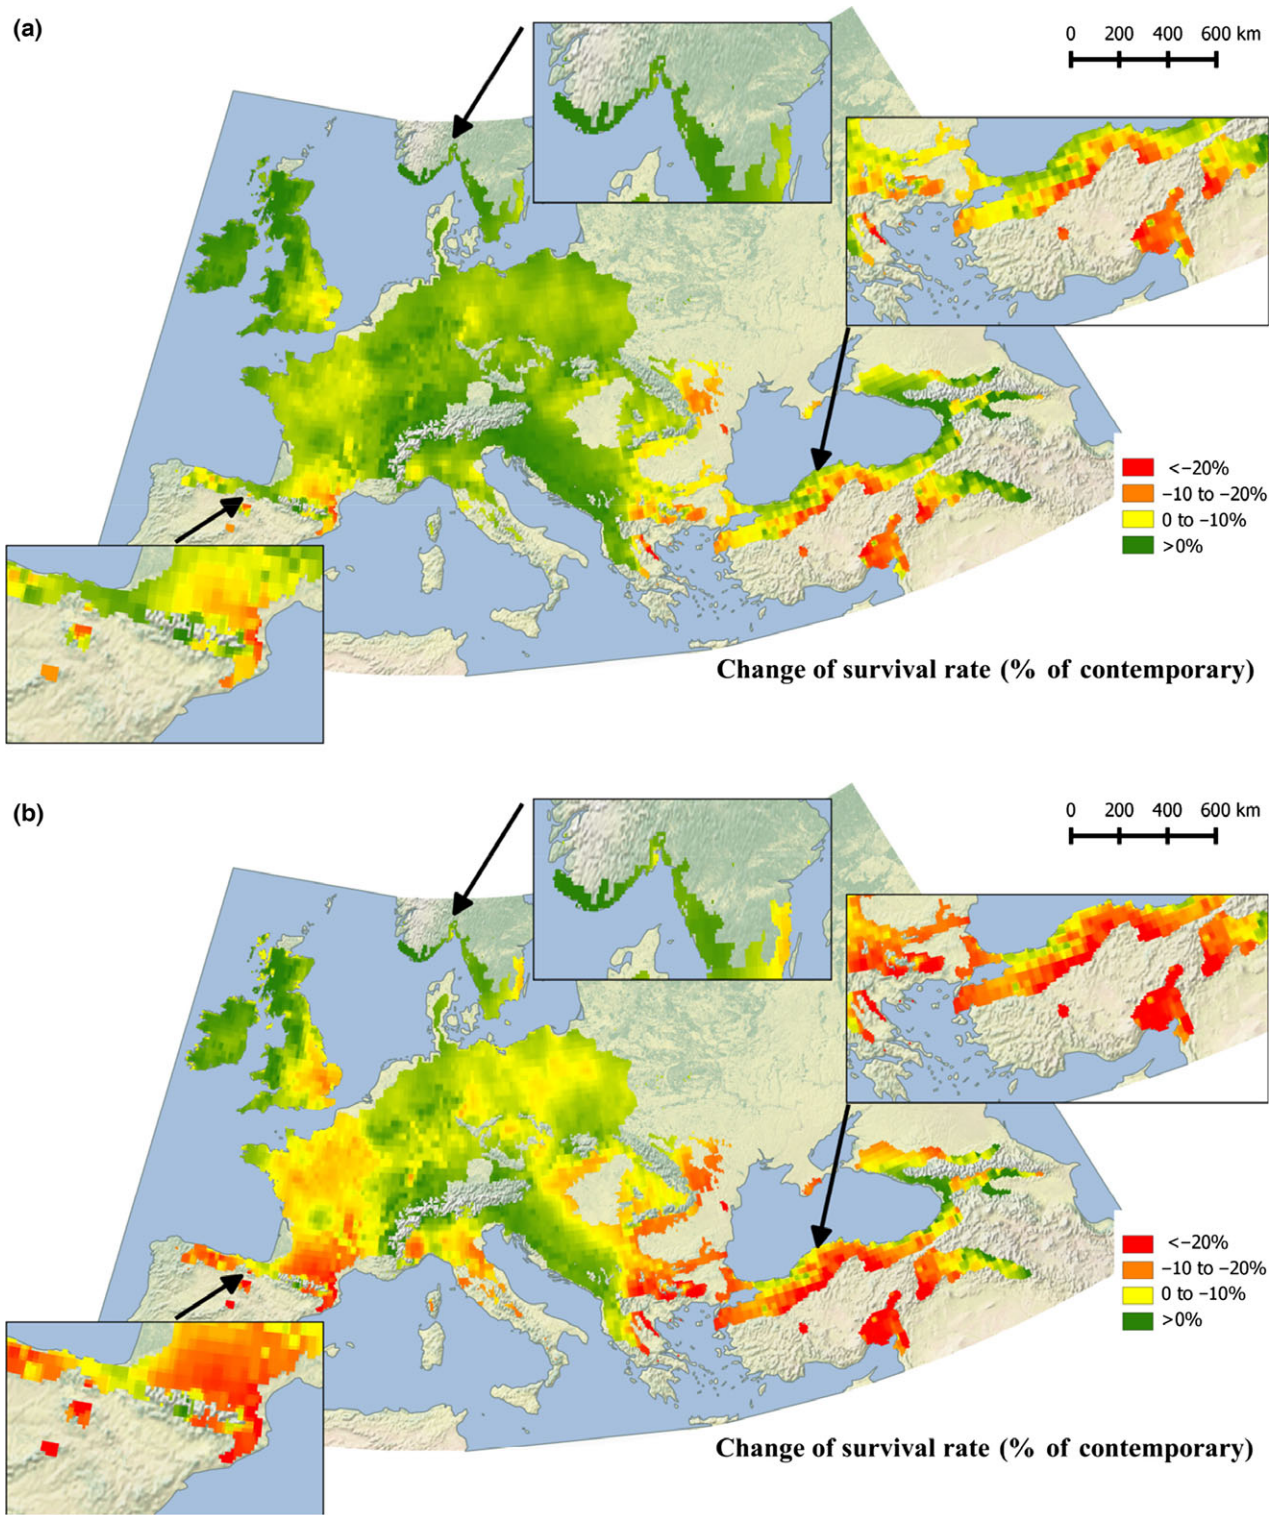 (a)
0 200 400 600 km
<-20%
-10 to -20%
0 to -10%
>0%
Change of survival rate (% of contemporary)
(b)
0 200 400 600 km
<-20%
-10 to -20%
0 to -10%
>0%
Change of survival rate (% of contemporary)